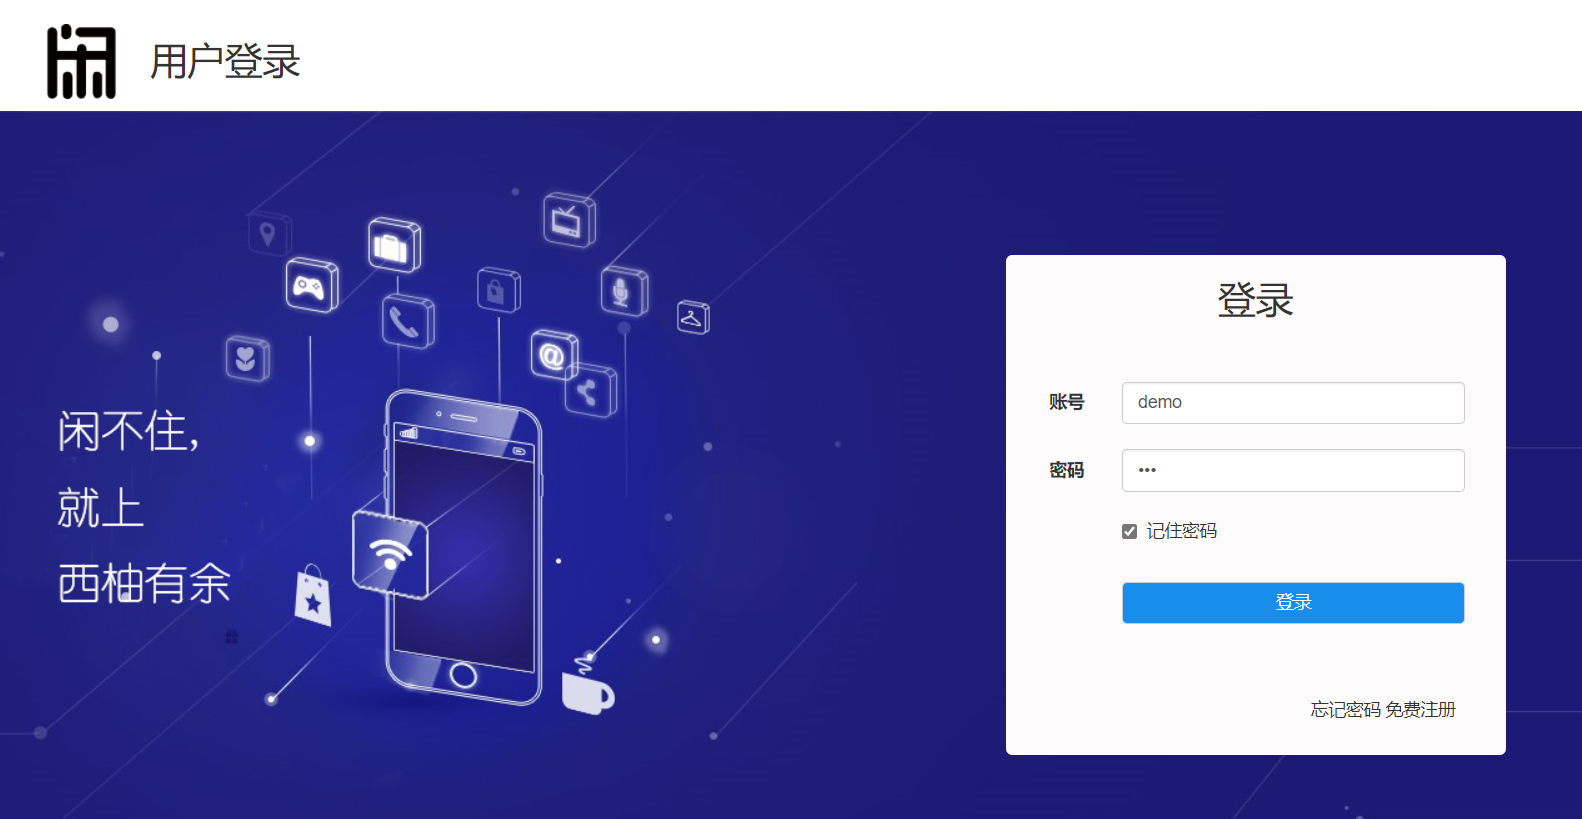 闲
用户登录
闲不住,
就上
西柚有余
登录
账号 demo
密码 •••
记住密码
登录
忘记密码 免费注册